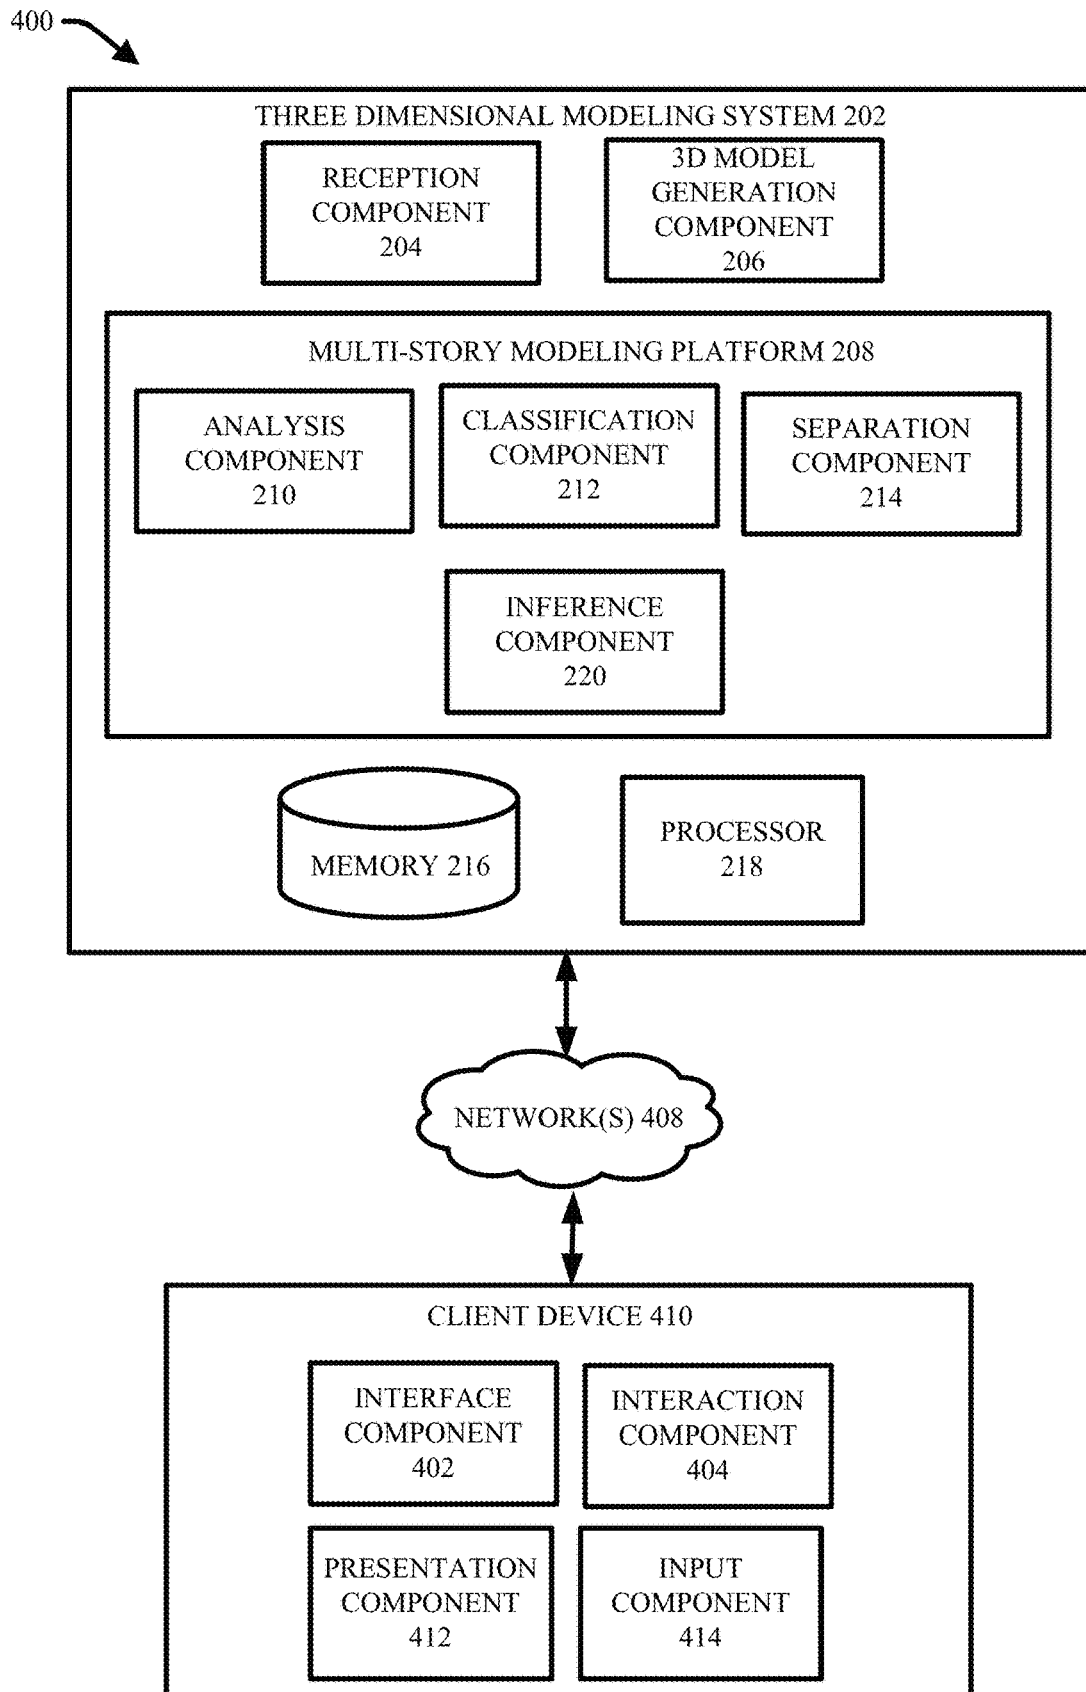 400
THREE DIMENSIONAL MODELING SYSTEM 202
RECEPTION
COMPONENT
204
3D MODEL
GENERATION
COMPONENT
206
MULTI-STORY MODELING PLATFORM 208
ANALYSIS
COMPONENT
210
CLASSIFICATION
COMPONENT
212
SEPARATION
COMPONENT
214
INFERENCE
COMPONENT
220
MEMORY 216
PROCESSOR
218
NETWORK(S) 408
CLIENT DEVICE 410
INTERFACE
COMPONENT
402
INTERACTION
COMPONENT
404
PRESENTATION
COMPONENT
412
INPUT
COMPONENT
414